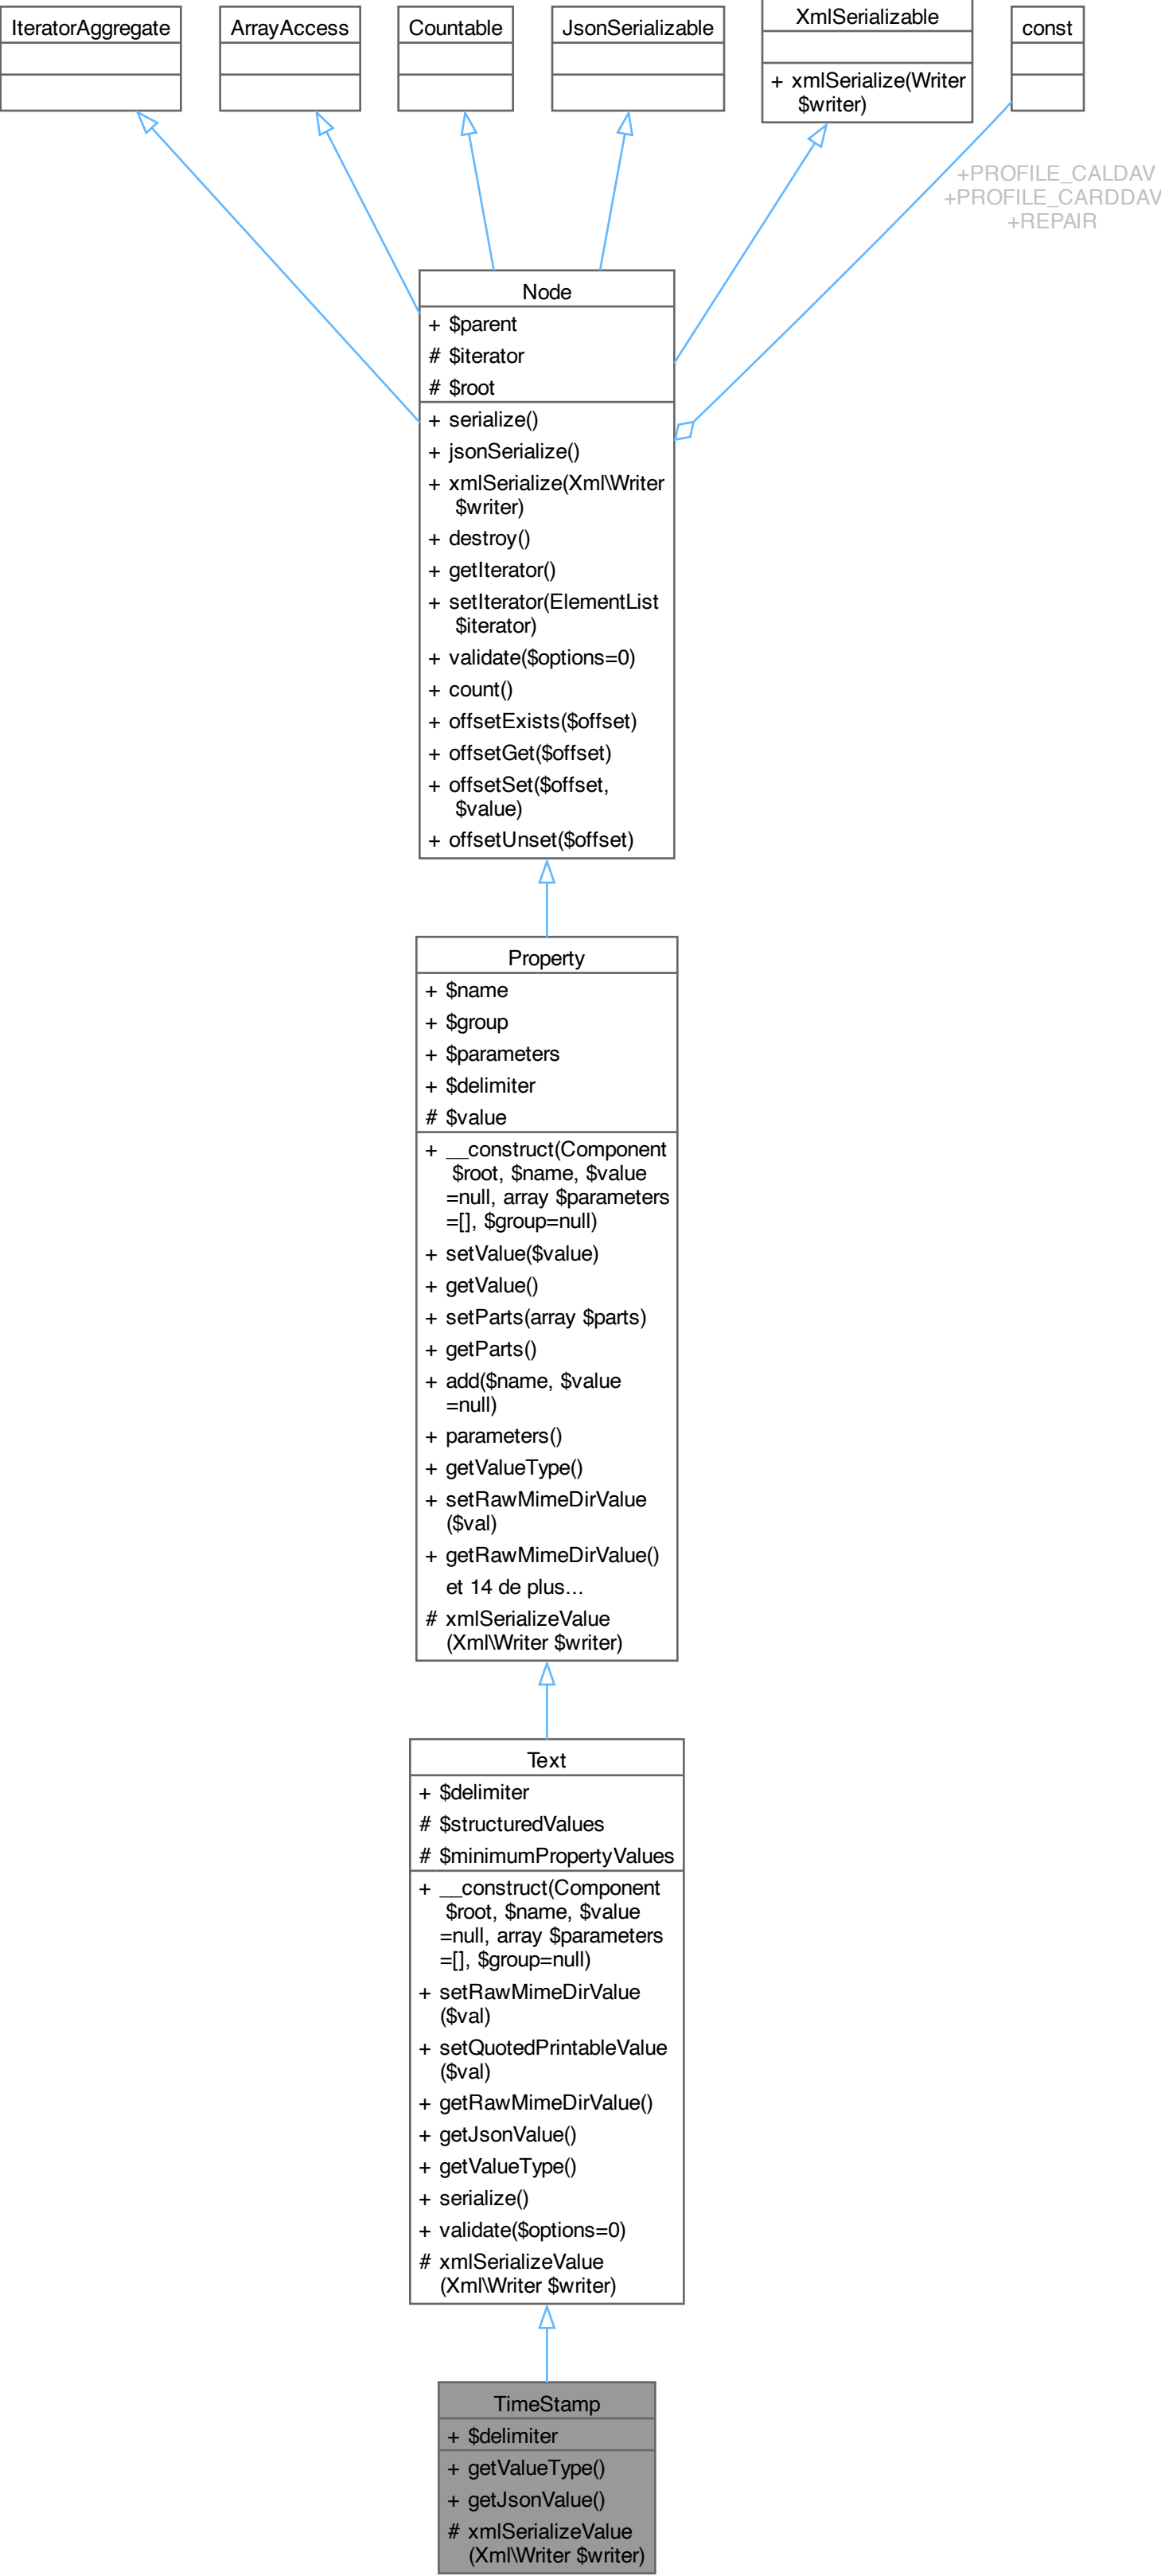 IteratorAggregate
ArrayAccess
Countable
JsonSerializable
XmlSerializable
+ xmlSerialize(Writer
$writer)
const
+PROFILE_CALDAV
+PROFILE_CARDDAV
+REPAIR
Node
+ $parent
# $iterator
# $root
+ serialize()
+ jsonSerialize()
+ xmlSerialize(Xml\Writer
$writer)
+ destroy()
+ getIterator()
+ setIterator(ElementList
$iterator)
+ validate($options=0)
+ count()
+ offsetExists($offset)
+ offsetGet($offset)
+ offsetSet($offset,
$value)
+ offsetUnset($offset)
Property
+ $name
+ $group
+ $parameters
+ $delimiter
# $value
+ __construct(Component
$root, $name, $value
=null, array $parameters
=[], $group=null)
+ setValue($value)
+ getValue()
+ setParts(array $parts)
+ getParts()
+ add($name, $value
=null)
+ parameters()
+ getValueType()
+ setRawMimeDirValue
($val)
+ getRawMimeDirValue()
et 14 de plus...
# xmlSerializeValue
(Xml\Writer $writer)
Text
+ $delimiter
# $structuredValues
# $minimumPropertyValues
+ __construct(Component
$root, $name, $value
=null, array $parameters
=[], $group=null)
+ setRawMimeDirValue
($val)
+ setQuotedPrintableValue
($val)
+ getRawMimeDirValue()
+ getJsonValue()
+ getValueType()
+ serialize()
+ validate($options=0)
# xmlSerializeValue
(Xml\Writer $writer)
TimeStamp
+ $delimiter
+ getValueType()
+ getJsonValue()
# xmlSerializeValue
(Xml\Writer $writer)